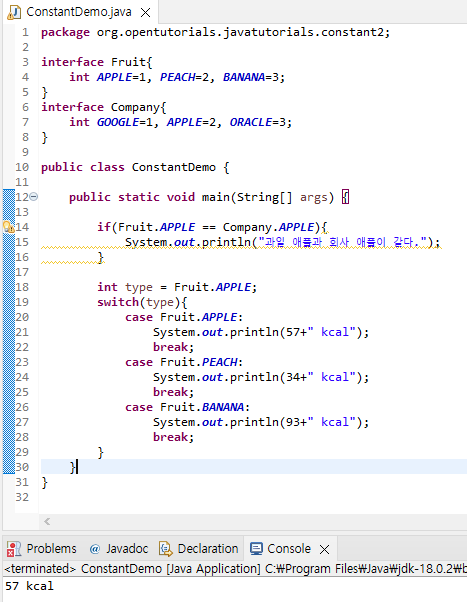 ConstantDemo.java
1 package org.opentutorials.javatutorials.constant2;
2
3 interface Fruit{
4 int APPLE=1, PEACH=2, BANANA=3;
5 }
6 interface Company{
7 int GOOGLE=1, APPLE=2, ORACLE=3;
8 }
9
10 public class ConstantDemo {
11
12 public static void main(String[] args) {
13
14 if(Fruit.APPLE == Company.APPLE){
15 System.out.println("과일 애플과 회사 애플이 같다.");
16 }
17
18 int type = Fruit.APPLE;
19 switch(type){
20 case Fruit.APPLE:
21 System.out.println(57+" kcal");
22 break;
23 case Fruit.PEACH:
24 System.out.println(34+" kcal");
25 break;
26 case Fruit.BANANA:
27 System.out.println(93+" kcal");
28 break;
29 }
30 }
31 }
32
Problems @ Javadoc Declaration Console
<terminated> ConstantDemo [Java Application] C:₩Program Files₩Java₩jdk-18.0.2₩b
57 kcal